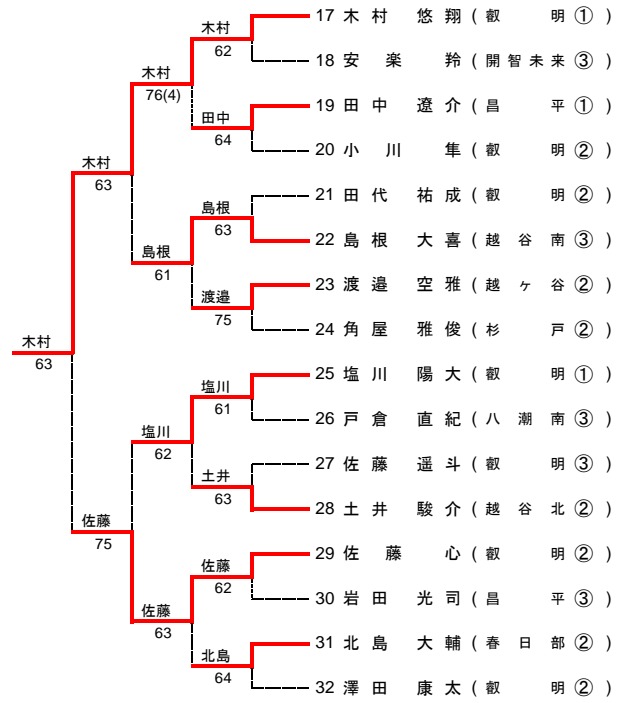 17 木村 悠翔 ( 叡明 ① )
木村
62
18 安楽 羚 ( 開智未来 ③ )
木村
76(4)
19 田中 遼介 ( 昌平 ① )
田中
64
20 小川 隼 ( 叡明 ② )
木村
63
21 田代 祐成 ( 叡明 ② )
島根
63
22 島根 大喜 ( 越谷南 ③ )
島根
61
23 渡邉 空雅 ( 越ヶ谷 ② )
渡邉
75
24 角屋 雅俊 ( 杉戸 ② )
木村
63
25 塩川 陽大 ( 叡明 ① )
塩川
61
26 戸倉 直紀 ( 八潮南 ③ )
塩川
62
27 佐藤 遥斗 ( 叡明 ③ )
土井
63
28 土井 駿介 ( 越谷北 ② )
佐藤
75
29 佐藤 心 ( 叡明 ② )
佐藤
62
30 岩田 光司 ( 昌平 ③ )
佐藤
63
31 北島 大輔 ( 春日部 ② )
北島
64
32 澤田 康太 ( 叡明 ② )